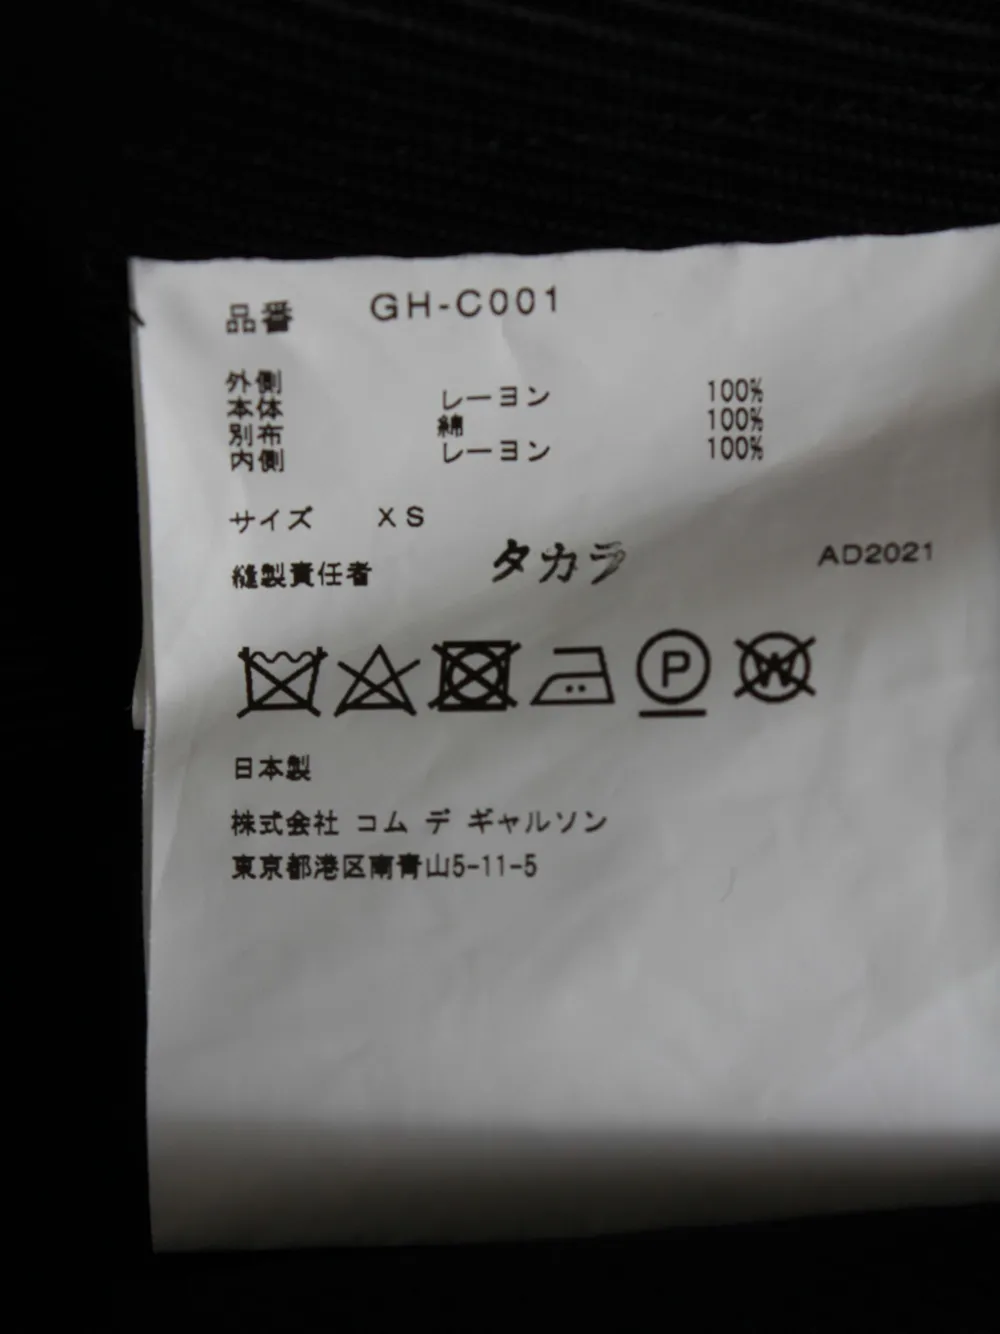 品番 GH-C001
外側
本体 レーヨン 100%
別布 綿 100%
内側 レーヨン 100%
サイズ XS
縫製責任者 タカラ AD2021
P W
日本製
株式会社 コム デ ギャルソン
東京都港区南青山5-11-5